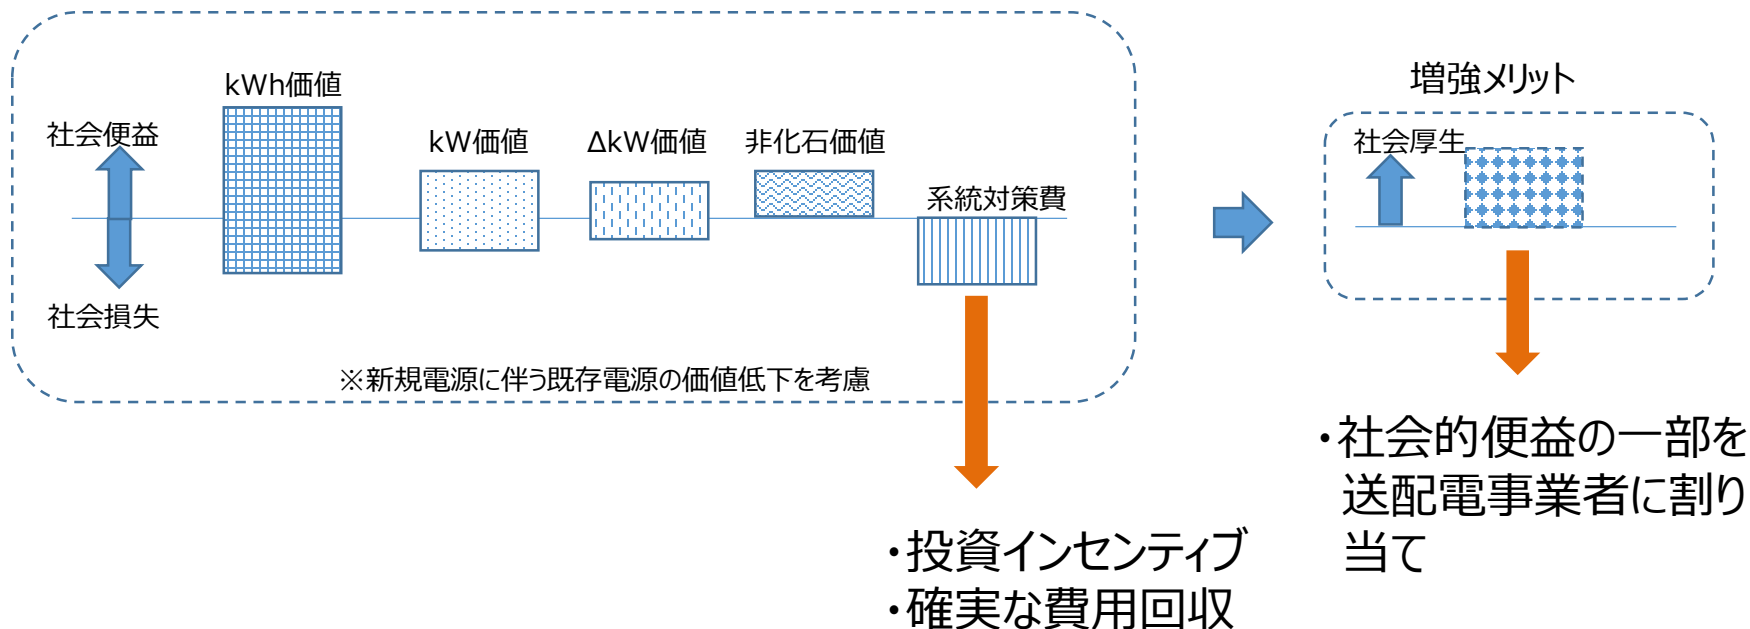 kWh価値
社会便益
kW価値
ΔkW価値
非化石価値
系統対策費
社会損失
※新規電源に伴う既存電源の価値低下を考慮
・投資インセンティブ
・確実な費用回収
増強メリット
社会厚生
・社会的便益の一部を
送配電事業者に割り
当て